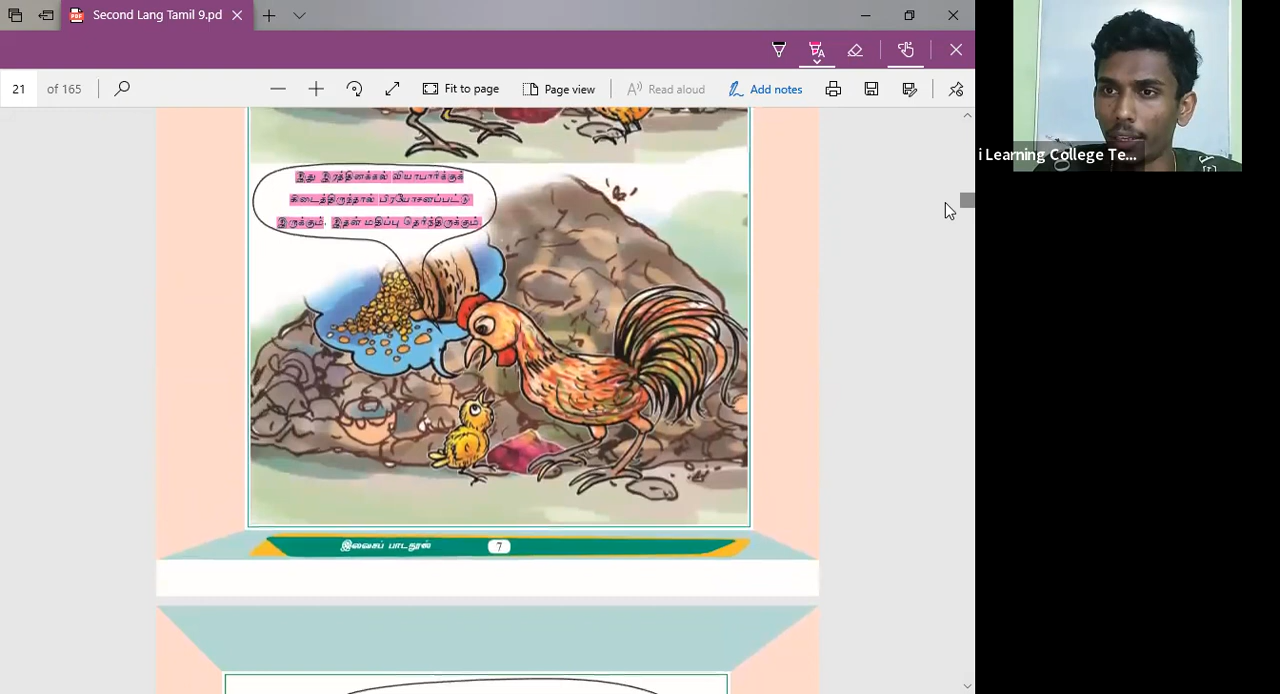 Second Lang Tamil 9.pd
21 of 165
Fit to page
Page view
Read aloud
Add notes
i Learning College Te...
இது இரத்தினக்கல் வியாபாரிக்குக்
கிடைத்திருந்தால் பிரயோசனப்பட்டு
இருக்கும். இதன் மதிப்பு தெரிந்திருக்கும்.
இலவசப் பாடநூல்
7